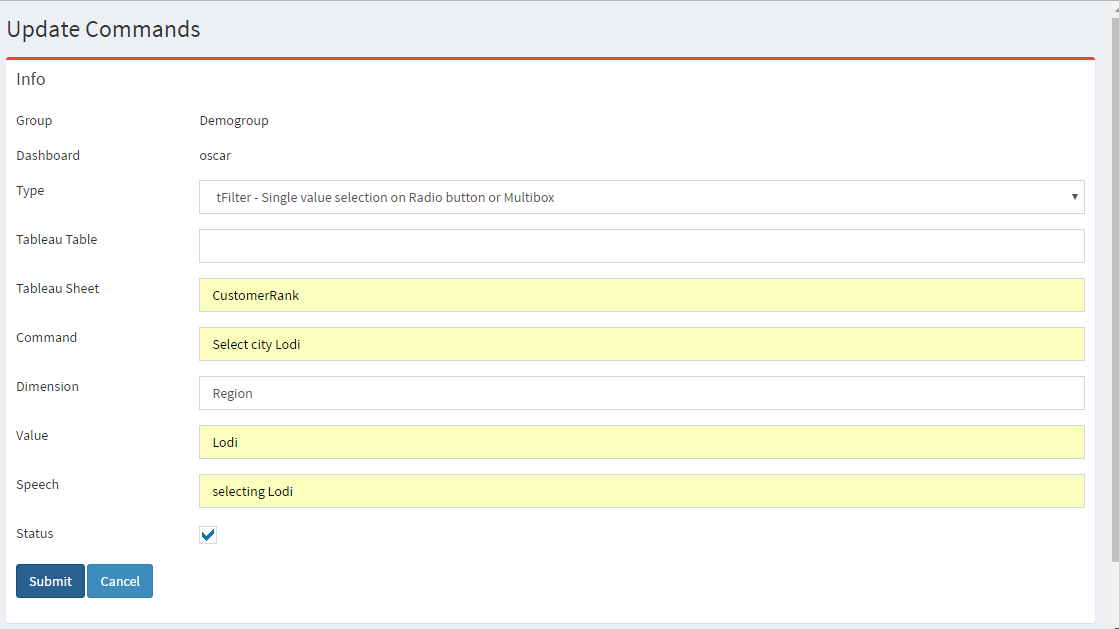 Update Commands
Info
Group Demogroup
Dashboard oscar
Type tFilter - Single value selection on Radio button or Multibox
Tableau Table
Tableau Sheet CustomerRank
Command Select city Lodi
Dimension Region
Value Lodi
Speech selecting Lodi
Status
Submit Cancel